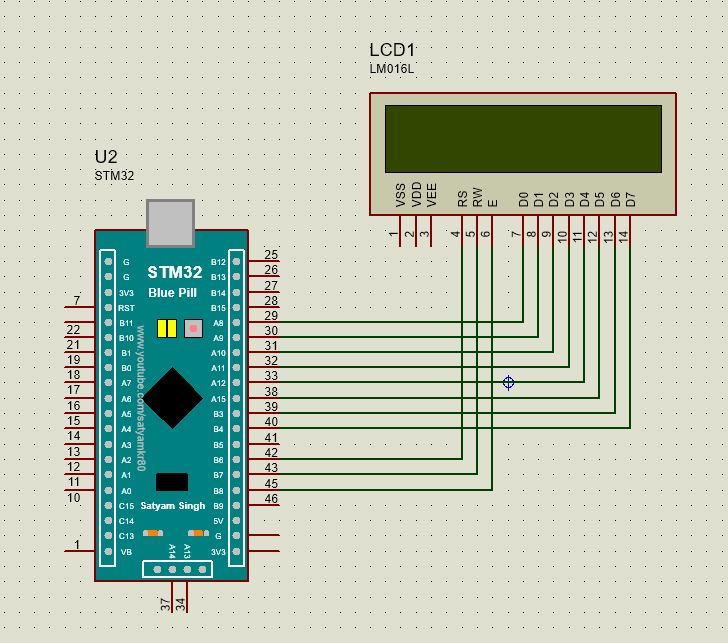 LCD1
LM016L
VSS
VDD
VEE
RS
RW
E
D0
D1
D2
D3
D4
D5
D6
D7
1
2
3
4
5
6
7
8
9
10
11
12
13
14
U2
STM32
STM32
Blue Pill
www.youtube.com/satyamkr80
Satyam Singh
7
22
21
19
18
17
16
15
14
13
12
11
10
1
G
G
3V3
RST
B11
B10
B1
B0
A7
A6
A5
A4
A3
A2
A1
A0
C15
C14
C13
VB
B12
B13
B14
B15
A8
A9
A10
A11
A12
A15
B3
B4
B5
B6
B7
B8
B9
5V
G
3V3
25
26
27
28
29
30
31
32
33
38
39
40
41
42
43
45
46
A14
A13
37
34